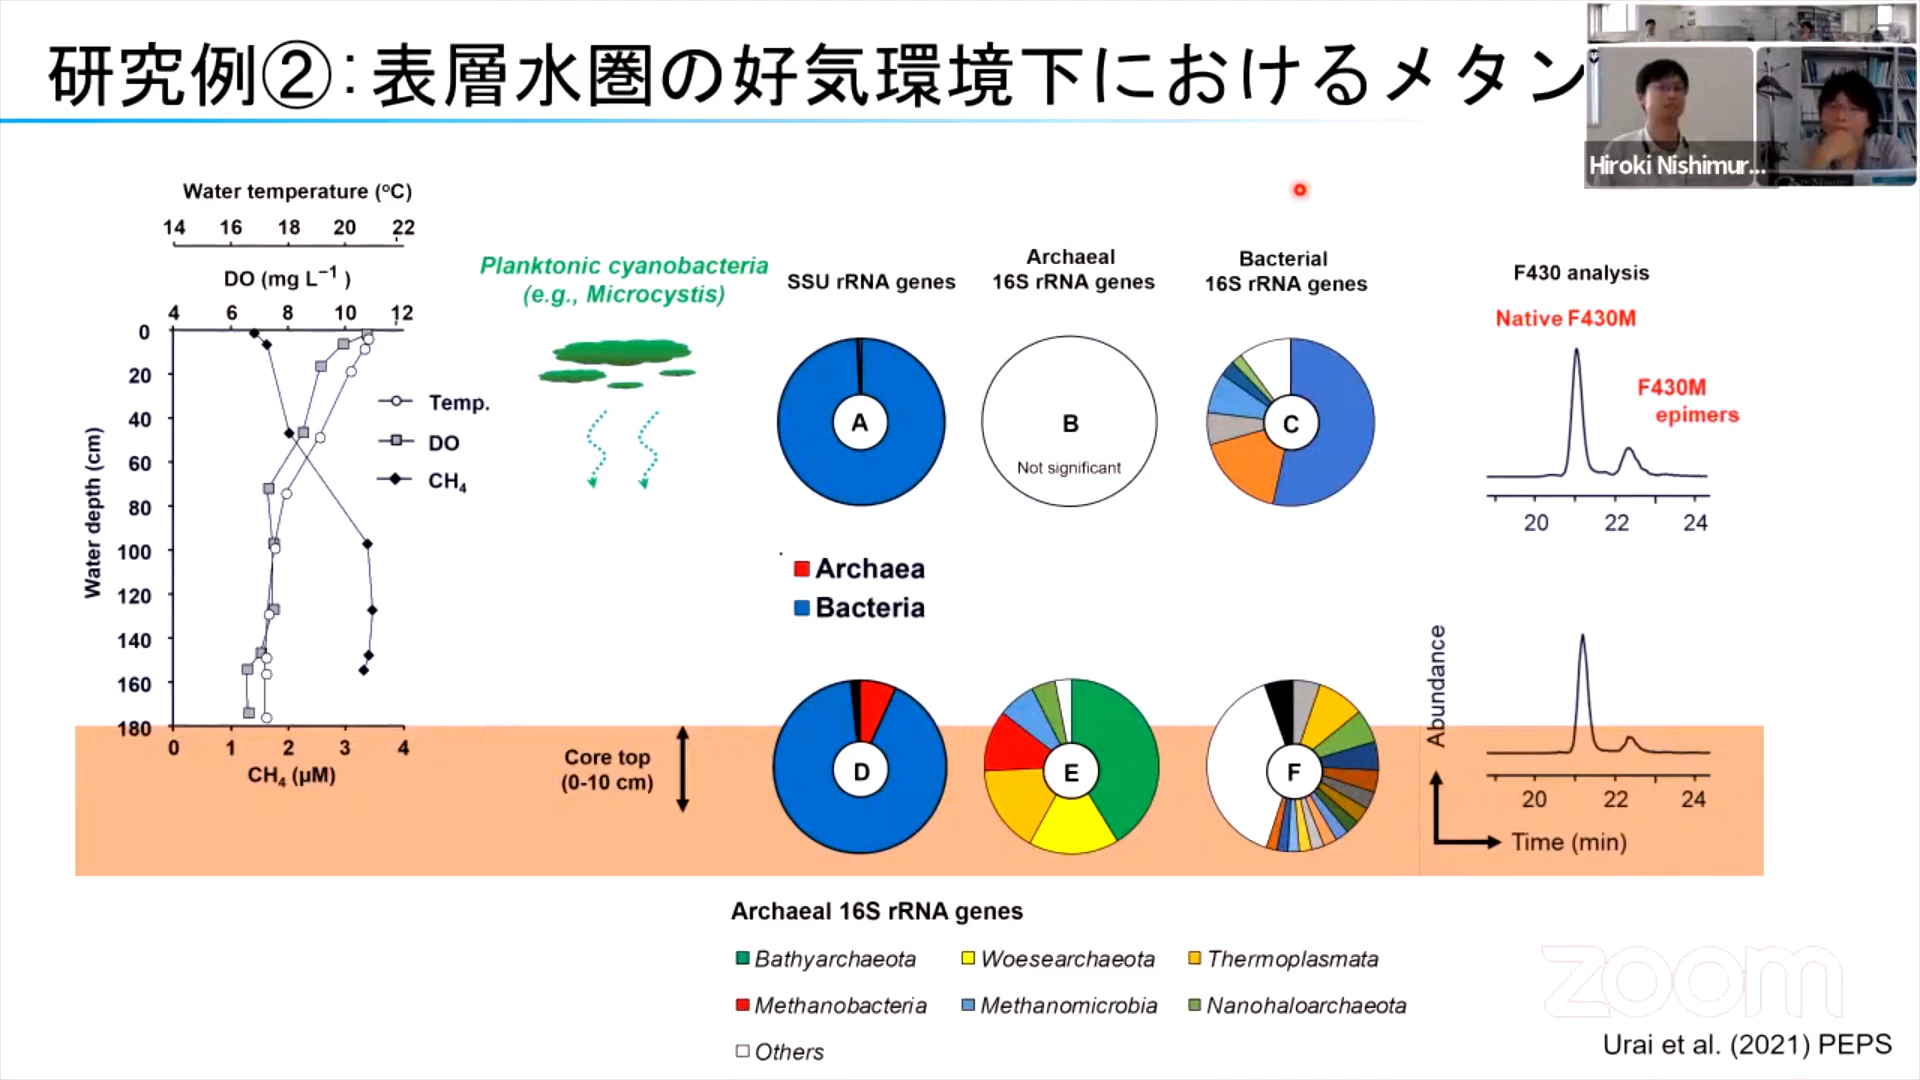 研究例②：表層水圏の好気環境下におけるメタン
Hiroki Nishimur...
Water temperature (°C)
14 16 18 20 22
DO (mg L⁻¹ )
4 6 8 10 12
0
20
40
60
80
100
120
140
160
180
Water depth (cm)
0 1 2 3 4
CH₄ (μM)
Temp.
DO
CH₄
Planktonic cyanobacteria
(e.g., Microcystis)
SSU rRNA genes
Archaeal
16S rRNA genes
Bacterial
16S rRNA genes
F430 analysis
Native F430M
F430M
epimers
A
B
Not significant
C
20 22 24
Archaea
Bacteria
Core top
(0-10 cm)
D
E
F
Abundance
20 22 24
Time (min)
Archaeal 16S rRNA genes
Bathyarchaeota
Woesearchaeota
Thermoplasmata
Methanobacteria
Methanomicrobia
Nanohaloarchaeota
Others
zoom
Urai et al. (2021) PEPS